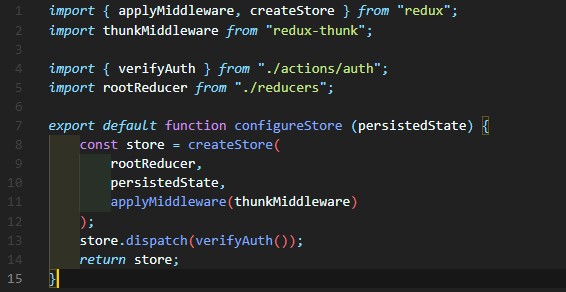 1 import { applyMiddleware, createStore } from "redux";
2 import thunkMiddleware from "redux-thunk";
3
4 import { verifyAuth } from "./actions/auth";
5 import rootReducer from "./reducers";
6
7 export default function configureStore (persistedState) {
8     const store = createStore(
9         rootReducer,
10         persistedState,
11         applyMiddleware(thunkMiddleware)
12     );
13     store.dispatch(verifyAuth());
14     return store;
15 }